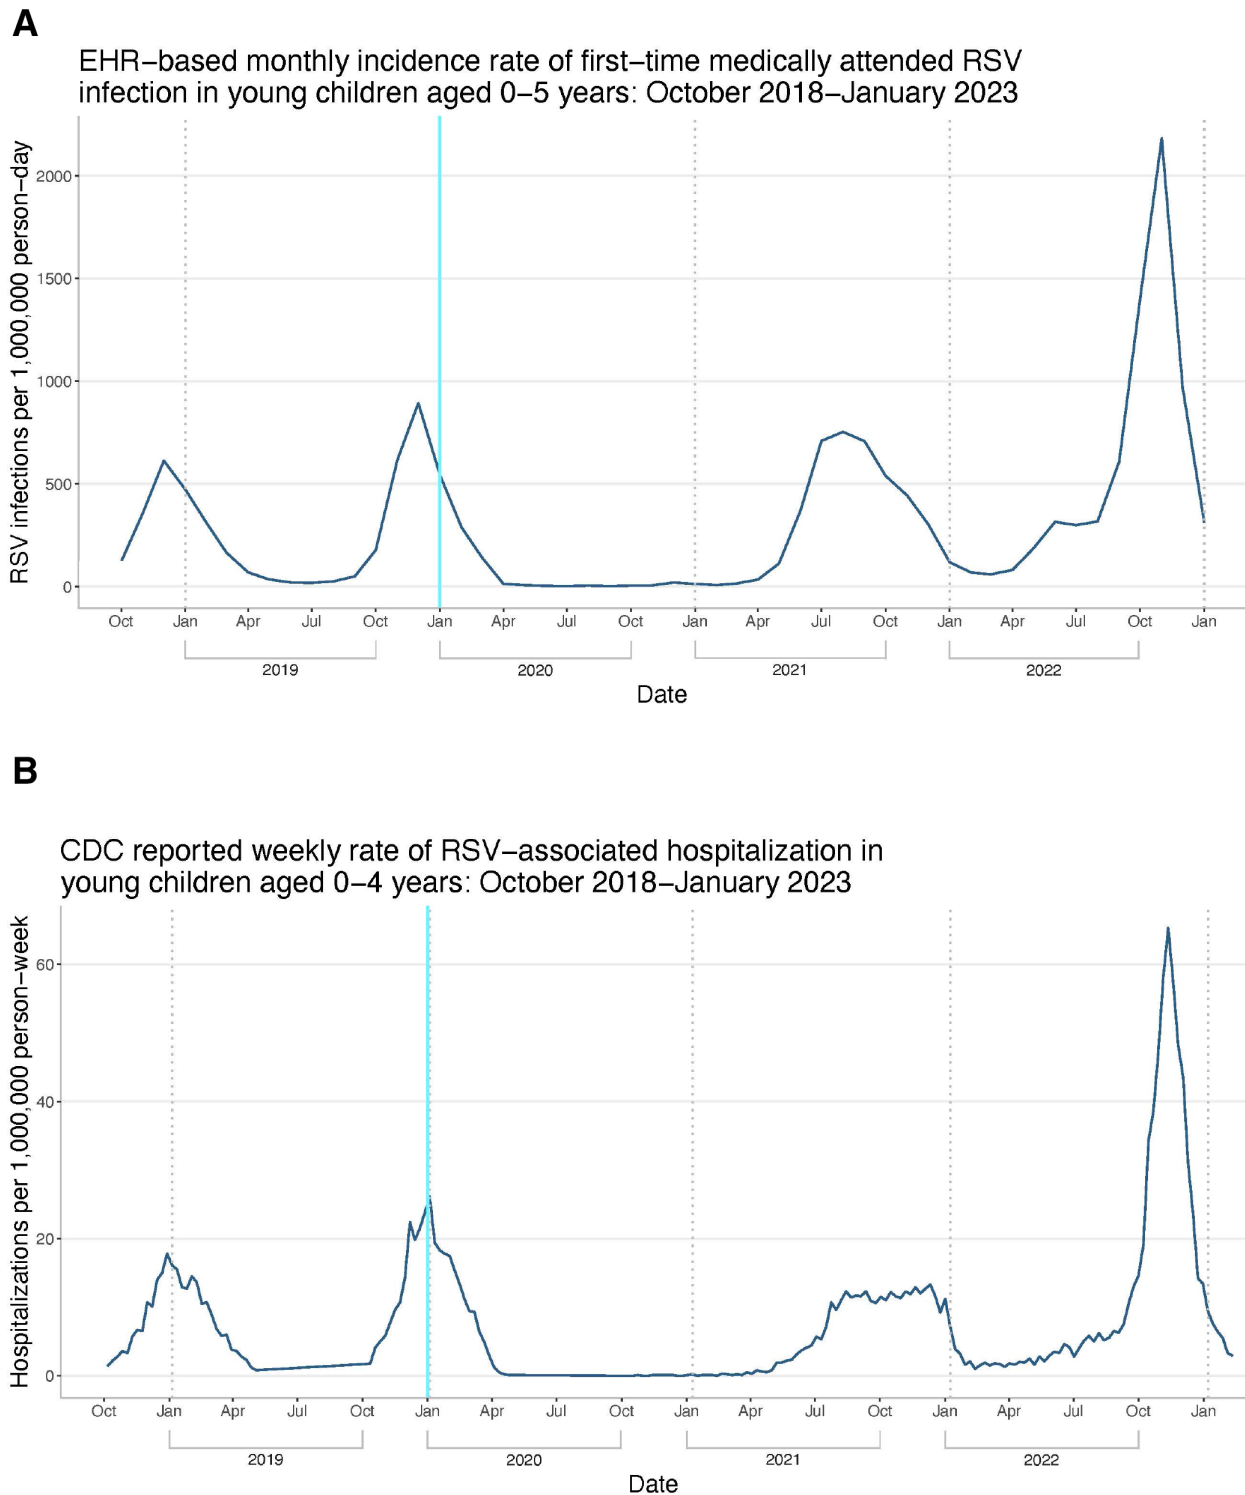 A
EHR−based monthly incidence rate of first−time medically attended RSV
infection in young children aged 0−5 years: October 2018−January 2023
RSV infections per 1,000,000 person−day
2000
1500
1000
500
0
Oct Jan Apr Jul Oct Jan Apr Jul Oct Jan Apr Jul Oct Jan Apr Jul Oct Jan
2019 2020 2021 2022
Date
B
CDC reported weekly rate of RSV−associated hospitalization in
young children aged 0−4 years: October 2018−January 2023
Hospitalizations per 1,000,000 person−week
60
40
20
0
Oct Jan Apr Jul Oct Jan Apr Jul Oct Jan Apr Jul Oct Jan Apr Jul Oct Jan
2019 2020 2021 2022
Date